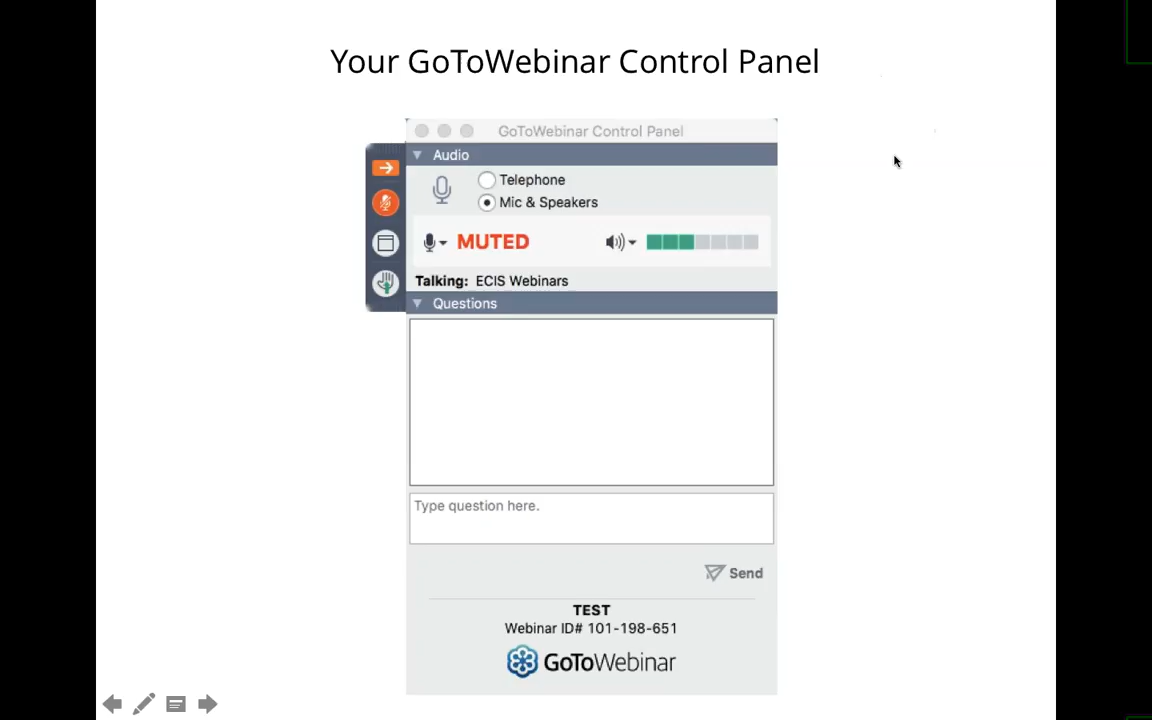 Your GoToWebinar Control Panel
GoToWebinar Control Panel
Audio
Telephone
Mic & Speakers
MUTED
Talking: ECIS Webinars
Questions
Type question here.
Send
TEST
Webinar ID# 101-198-651
GoToWebinar